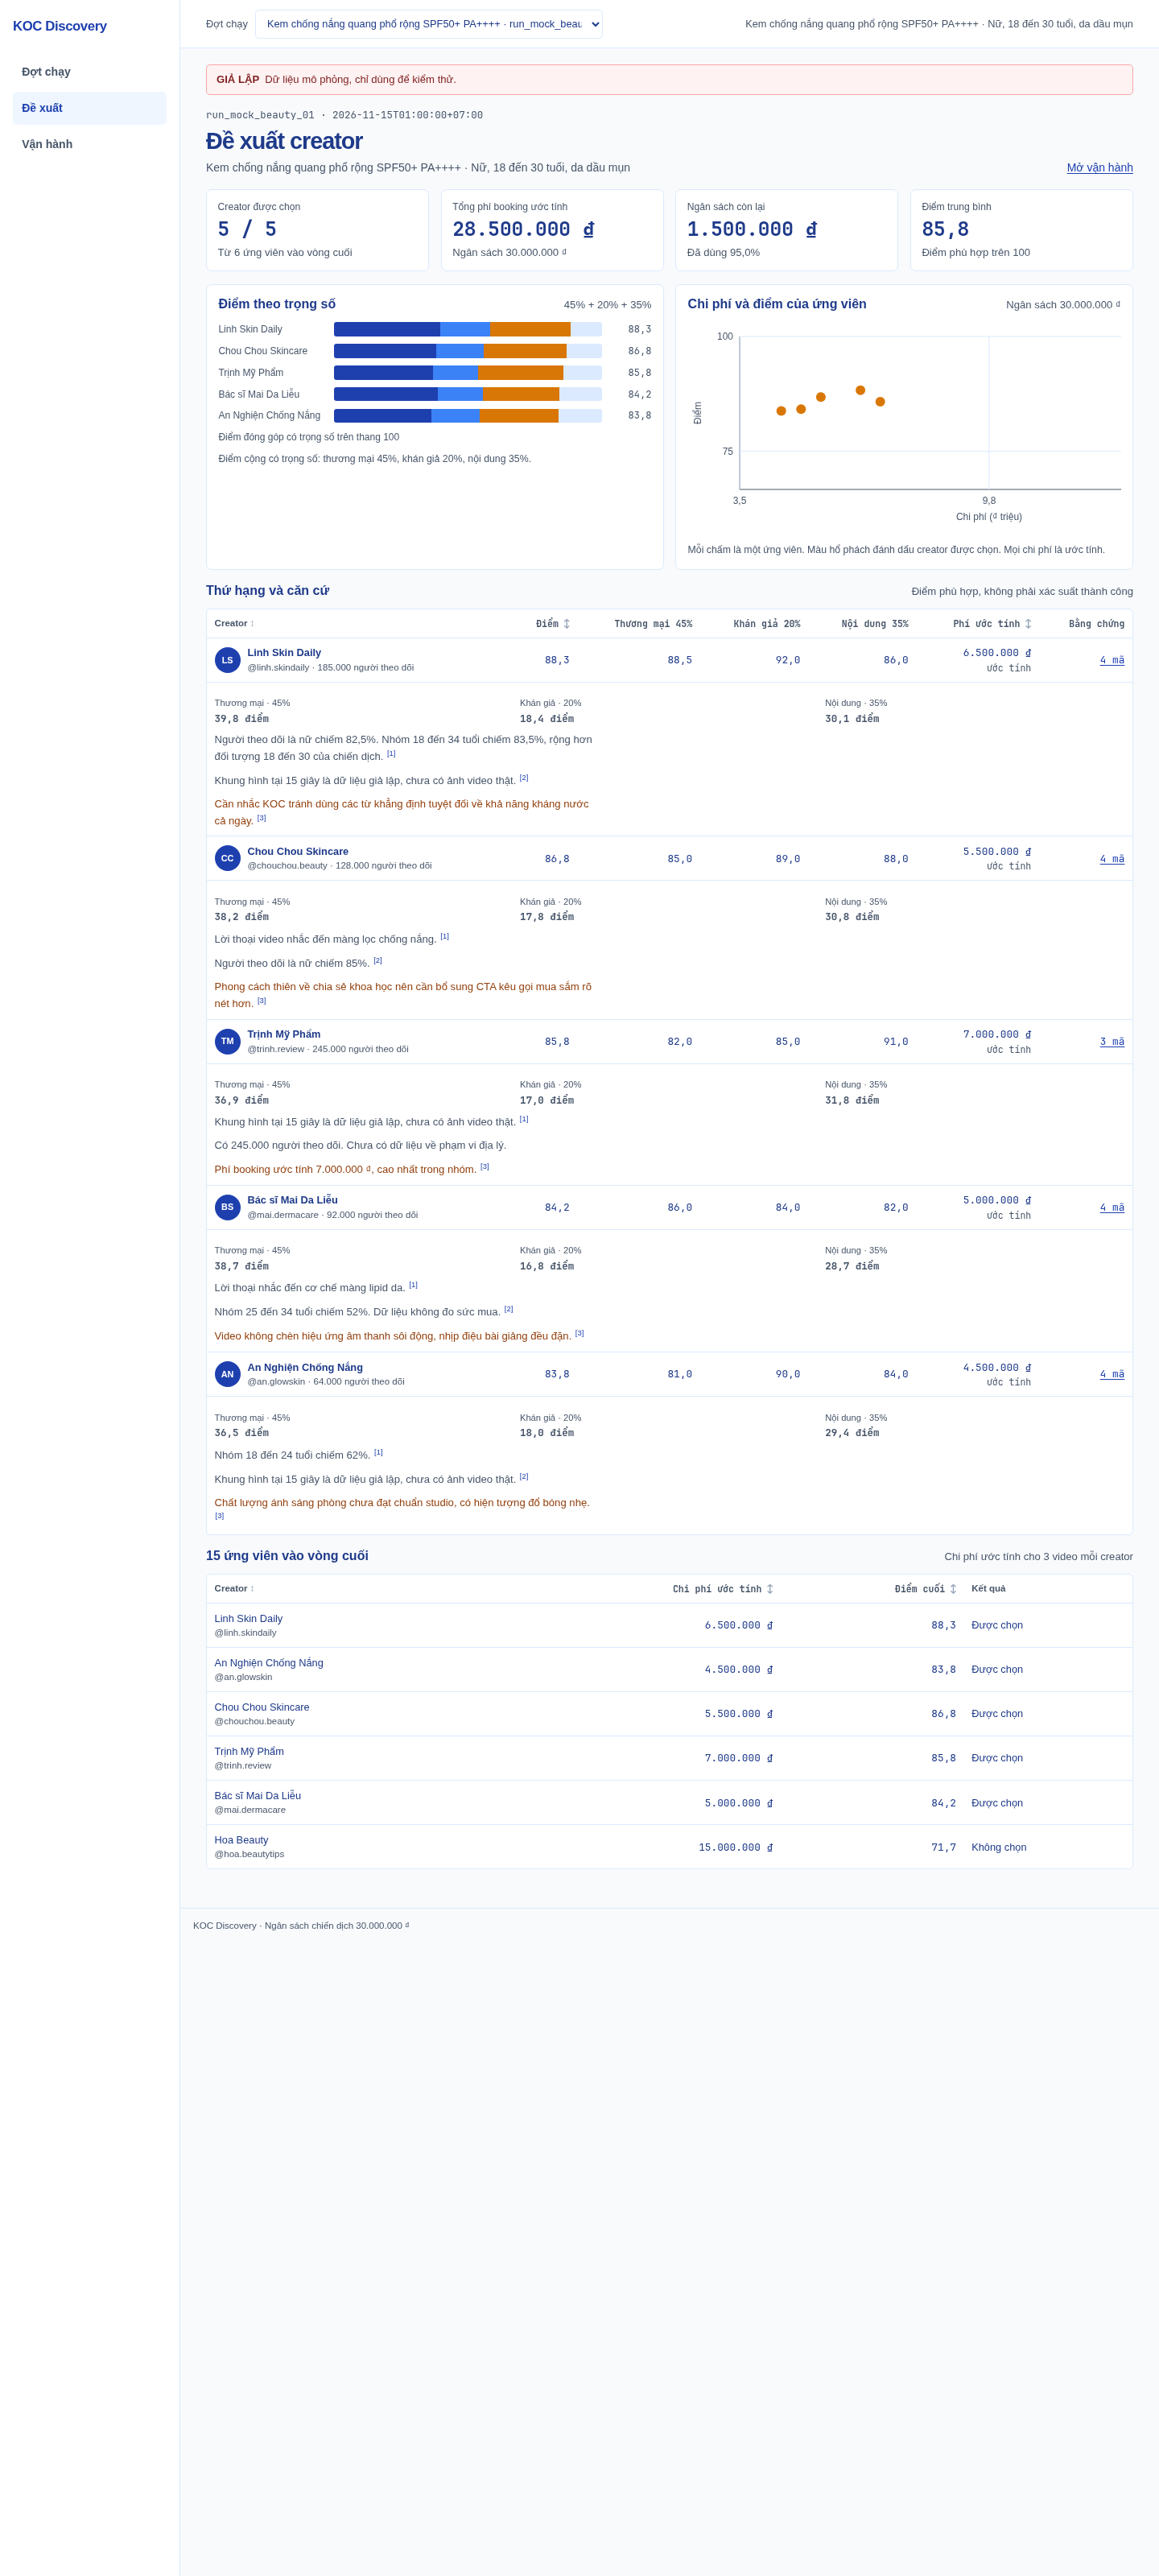 KOC Discovery
Đợt chạy
Đề xuất
Vận hành
Đợt chạy
Kem chống nắng quang phổ rộng SPF50+ PA++++ · run_mock_beau
Kem chống nắng quang phổ rộng SPF50+ PA++++ · Nữ, 18 đến 30 tuổi, da dầu mụn
GIẢ LẬP Dữ liệu mô phỏng, chỉ dùng để kiểm thử.
run_mock_beauty_01 · 2026-11-15T01:00:00+07:00
Đề xuất creator
Kem chống nắng quang phổ rộng SPF50+ PA++++ · Nữ, 18 đến 30 tuổi, da dầu mụn
Mở vận hành
Creator được chọn
5 / 5
Từ 6 ứng viên vào vòng cuối
Tổng phí booking ước tính
28.500.000 ₫
Ngân sách 30.000.000 ₫
Ngân sách còn lại
1.500.000 ₫
Đã dùng 95,0%
Điểm trung bình
85,8
Điểm phù hợp trên 100
Điểm theo trọng số
45% + 20% + 35%
Linh Skin Daily 88,3
Chou Chou Skincare 86,8
Trịnh Mỹ Phẩm 85,8
Bác sĩ Mai Da Liễu 84,2
An Nghiện Chống Nắng 83,8
Điểm đóng góp có trọng số trên thang 100
Điểm cộng có trọng số: thương mại 45%, khán giả 20%, nội dung 35%.
Chi phí và điểm của ứng viên
Ngân sách 30.000.000 ₫
100
Điểm
75
3,5 9,8
Chi phí (₫ triệu)
Mỗi chấm là một ứng viên. Màu hổ phách đánh dấu creator được chọn. Mọi chi phí là ước tính.
Thứ hạng và căn cứ
Điểm phù hợp, không phải xác suất thành công
Creator ↕ Điểm ↕ Thương mại 45% Khán giả 20% Nội dung 35% Phí ước tính ↕ Bằng chứng
LS Linh Skin Daily 88,3 88,5 92,0 86,0 6.500.000 ₫ 4 mã
@linh.skindaily · 185.000 người theo dõi ước tính
Thương mại · 45% Khán giả · 20% Nội dung · 35%
39,8 điểm 18,4 điểm 30,1 điểm
Người theo dõi là nữ chiếm 82,5%. Nhóm 18 đến 34 tuổi chiếm 83,5%, rộng hơn
đối tượng 18 đến 30 của chiến dịch. [1]
Khung hình tại 15 giây là dữ liệu giả lập, chưa có ảnh video thật. [2]
Cần nhắc KOC tránh dùng các từ khẳng định tuyệt đối về khả năng kháng nước
cả ngày. [3]
CC Chou Chou Skincare 86,8 85,0 89,0 88,0 5.500.000 ₫ 4 mã
@chouchou.beauty · 128.000 người theo dõi ước tính
Thương mại · 45% Khán giả · 20% Nội dung · 35%
38,2 điểm 17,8 điểm 30,8 điểm
Lời thoại video nhắc đến màng lọc chống nắng. [1]
Người theo dõi là nữ chiếm 85%. [2]
Phong cách thiên về chia sẻ khoa học nên cần bổ sung CTA kêu gọi mua sắm rõ
nét hơn. [3]
TM Trịnh Mỹ Phẩm 85,8 82,0 85,0 91,0 7.000.000 ₫ 3 mã
@trinh.review · 245.000 người theo dõi ước tính
Thương mại · 45% Khán giả · 20% Nội dung · 35%
36,9 điểm 17,0 điểm 31,8 điểm
Khung hình tại 15 giây là dữ liệu giả lập, chưa có ảnh video thật. [1]
Có 245.000 người theo dõi. Chưa có dữ liệu về phạm vi địa lý.
Phí booking ước tính 7.000.000 ₫, cao nhất trong nhóm. [3]
BS Bác sĩ Mai Da Liễu 84,2 86,0 84,0 82,0 5.000.000 ₫ 4 mã
@mai.dermacare · 92.000 người theo dõi ước tính
Thương mại · 45% Khán giả · 20% Nội dung · 35%
38,7 điểm 16,8 điểm 28,7 điểm
Lời thoại nhắc đến cơ chế màng lipid da. [1]
Nhóm 25 đến 34 tuổi chiếm 52%. Dữ liệu không đo sức mua. [2]
Video không chèn hiệu ứng âm thanh sôi động, nhịp điệu bài giảng đều đặn. [3]
AN An Nghiện Chống Nắng 83,8 81,0 90,0 84,0 4.500.000 ₫ 4 mã
@an.glowskin · 64.000 người theo dõi ước tính
Thương mại · 45% Khán giả · 20% Nội dung · 35%
36,5 điểm 18,0 điểm 29,4 điểm
Nhóm 18 đến 24 tuổi chiếm 62%. [1]
Khung hình tại 15 giây là dữ liệu giả lập, chưa có ảnh video thật. [2]
Chất lượng ánh sáng phòng chưa đạt chuẩn studio, có hiện tượng đổ bóng nhẹ.
[3]
15 ứng viên vào vòng cuối
Chi phí ước tính cho 3 video mỗi creator
Creator ↕ Chi phí ước tính ↕ Điểm cuối ↕ Kết quả
Linh Skin Daily 6.500.000 ₫ 88,3 Được chọn
@linh.skindaily
An Nghiện Chống Nắng 4.500.000 ₫ 83,8 Được chọn
@an.glowskin
Chou Chou Skincare 5.500.000 ₫ 86,8 Được chọn
@chouchou.beauty
Trịnh Mỹ Phẩm 7.000.000 ₫ 85,8 Được chọn
@trinh.review
Bác sĩ Mai Da Liễu 5.000.000 ₫ 84,2 Được chọn
@mai.dermacare
Hoa Beauty 15.000.000 ₫ 71,7 Không chọn
@hoa.beautytips
KOC Discovery · Ngân sách chiến dịch 30.000.000 ₫